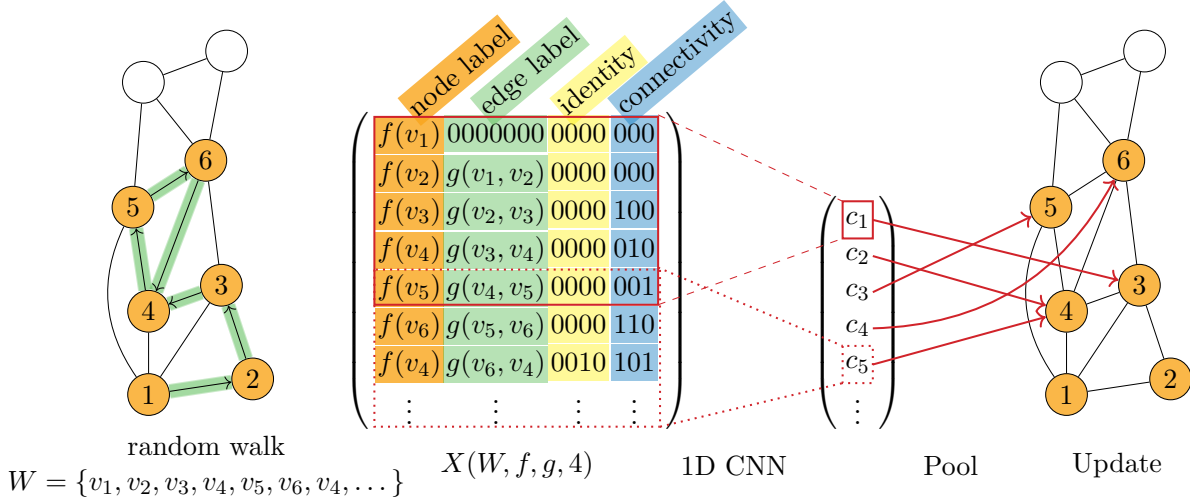 node label
edge label
identity
connectivity
f(v₁) 0000000 0000 000
f(v₂) g(v₁, v₂) 0000 000
f(v₃) g(v₂, v₃) 0000 100
f(v₄) g(v₃, v₄) 0000 010
f(v₅) g(v₄, v₅) 0000 001
f(v₆) g(v₅, v₆) 0000 110
f(v₄) g(v₆, v₄) 0010 101
⋮ ⋮ ⋮ ⋮
6
5
4
3
1
2
c₁
c₂
c₃
c₄
c₅
⋮
6
5
4
3
1
2
random walk
W = {v₁, v₂, v₃, v₄, v₅, v₆, v₄, . . . }
X(W, f, g, 4)
1D CNN
Pool
Update